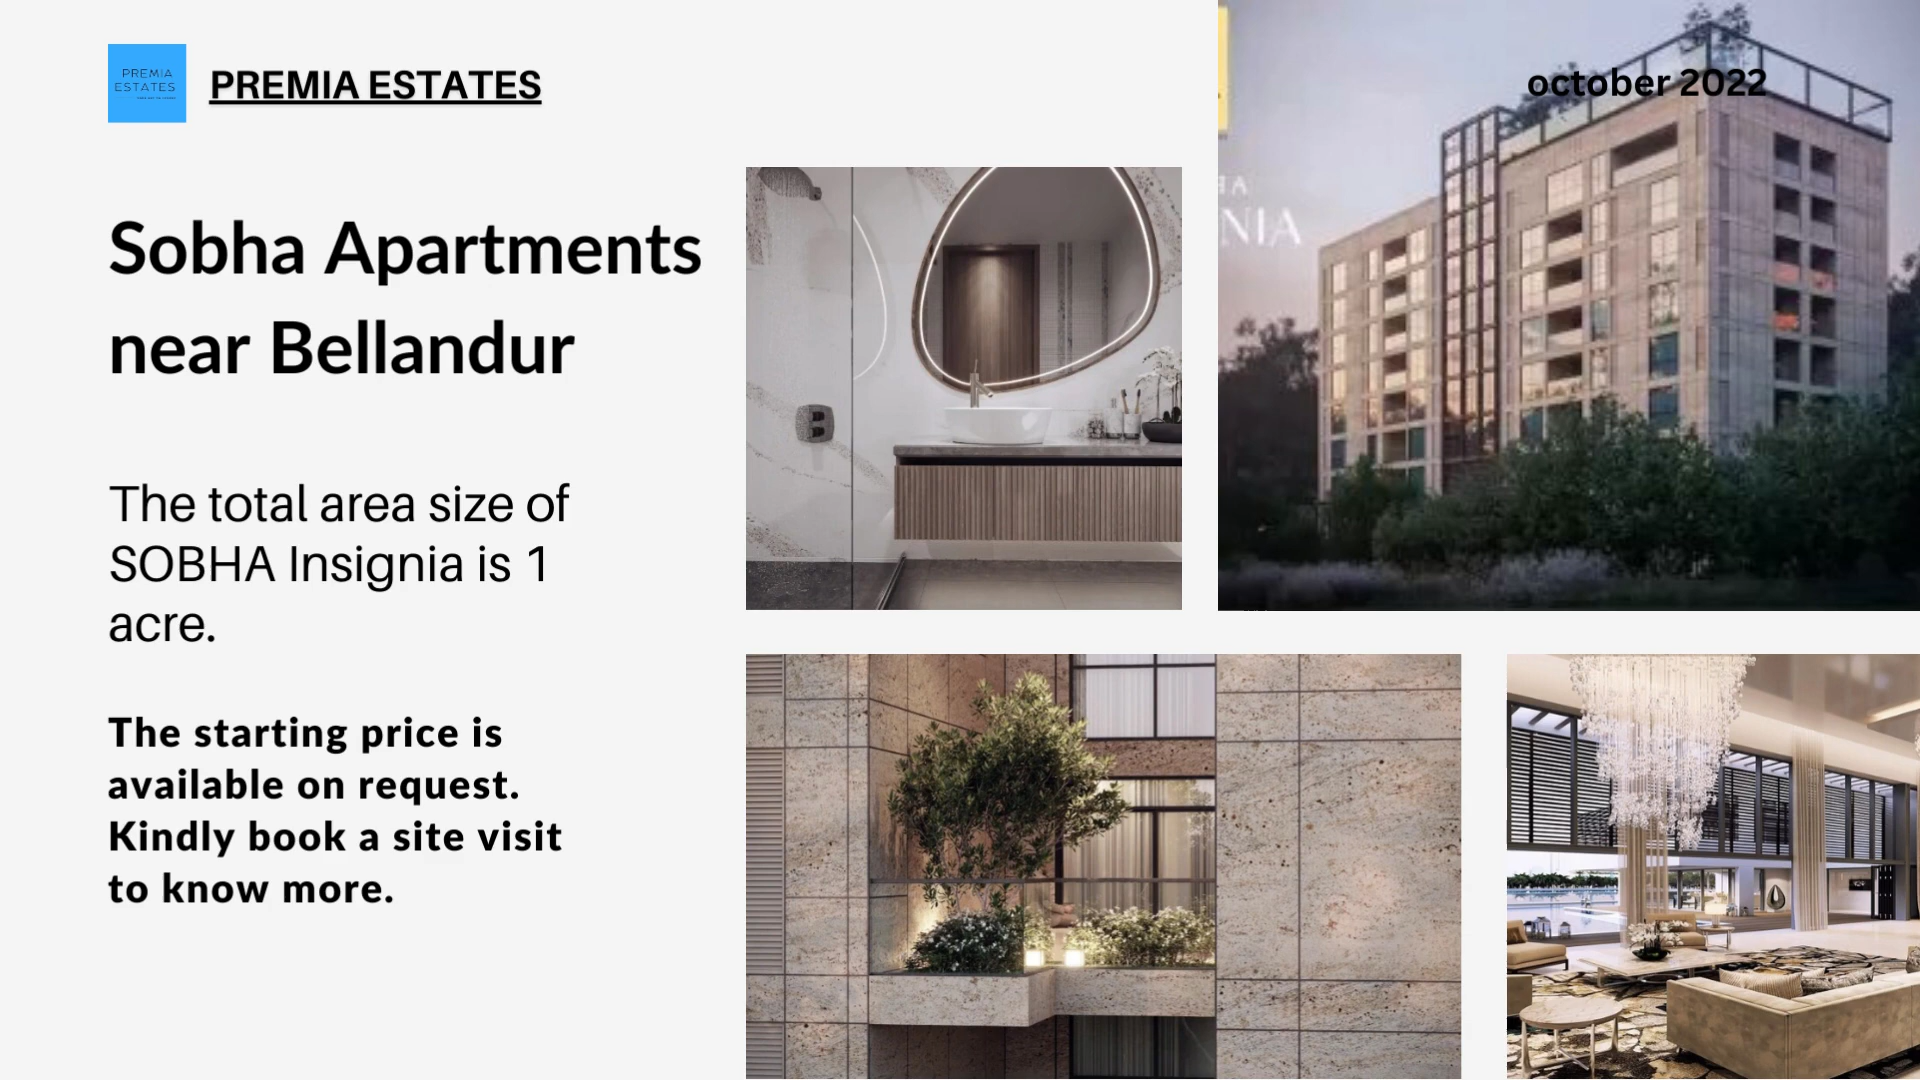 PREMIA
ESTATES
PREMIA ESTATES
october 2022
Sobha Apartments
near Bellandur
The total area size of
SOBHA Insignia is 1
acre.
The starting price is
available on request.
Kindly book a site visit
to know more.
NIA